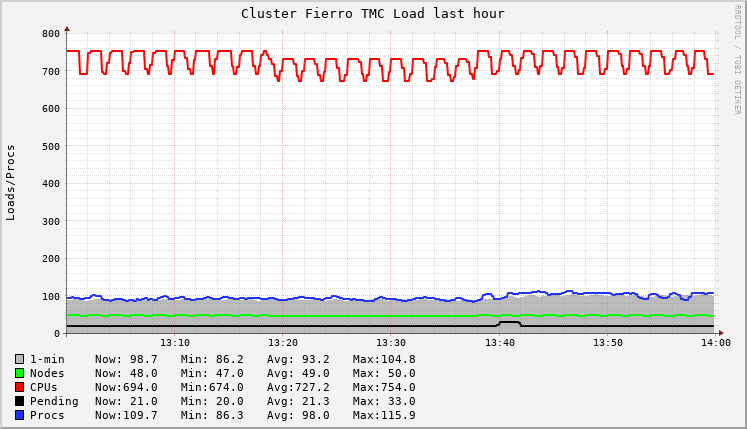 Cluster Fierro TMC Load last hour
RRDTOOL / TOBI OETIKER
Loads/Procs
800
700
600
500
400
300
200
100
0
13:10 13:20 13:30 13:40 13:50 14:00
1-min Now: 98.7 Min: 86.2 Avg: 93.2 Max:104.8
Nodes Now: 48.0 Min: 47.0 Avg: 49.0 Max: 50.0
CPUs Now:694.0 Min:674.0 Avg:727.2 Max:754.0
Pending Now: 21.0 Min: 20.0 Avg: 21.3 Max: 33.0
Procs Now:109.7 Min: 86.3 Avg: 98.0 Max:115.9